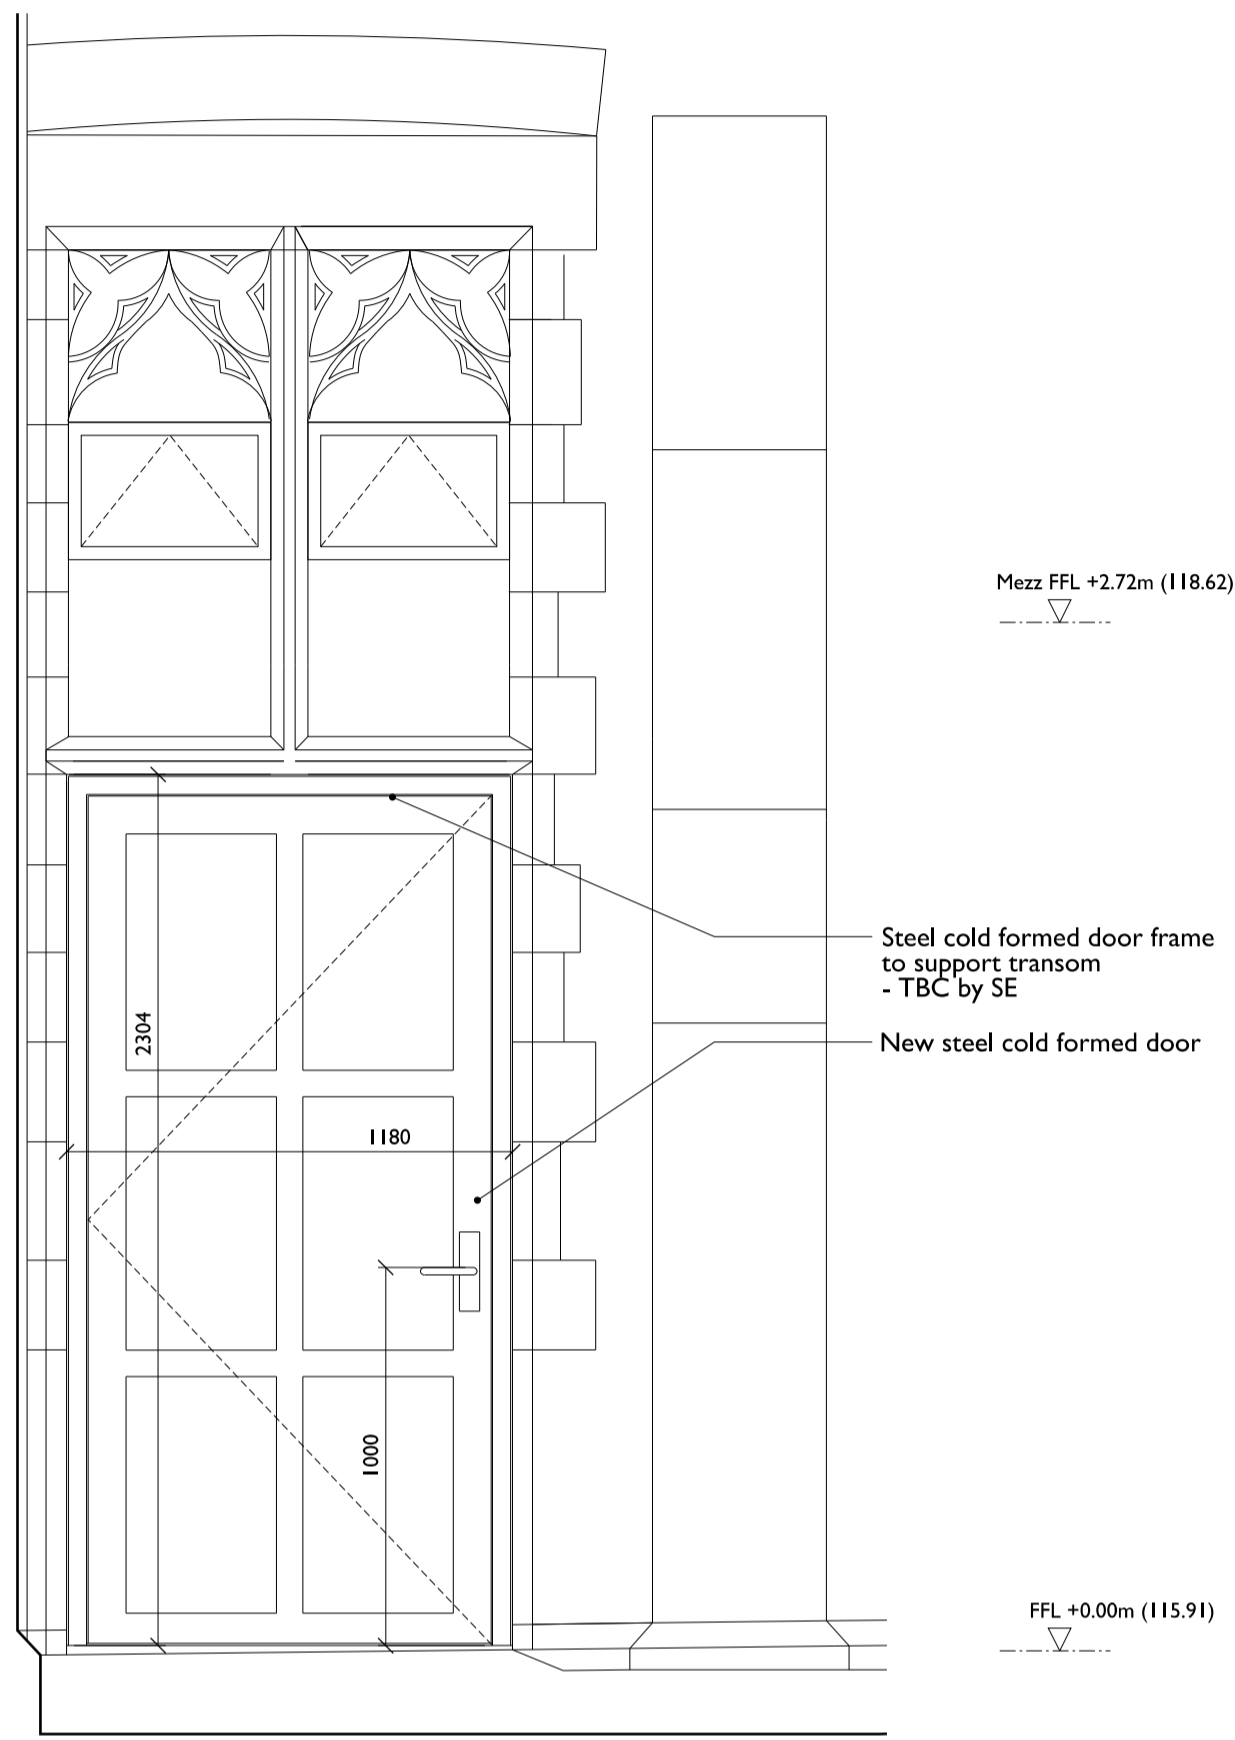 Mezz FFL +2.72m (118.62)
Steel cold formed door frame
to support transom
- TBC by SE
2304
New steel cold formed door
1180
1000
FFL +0.00m (115.91)